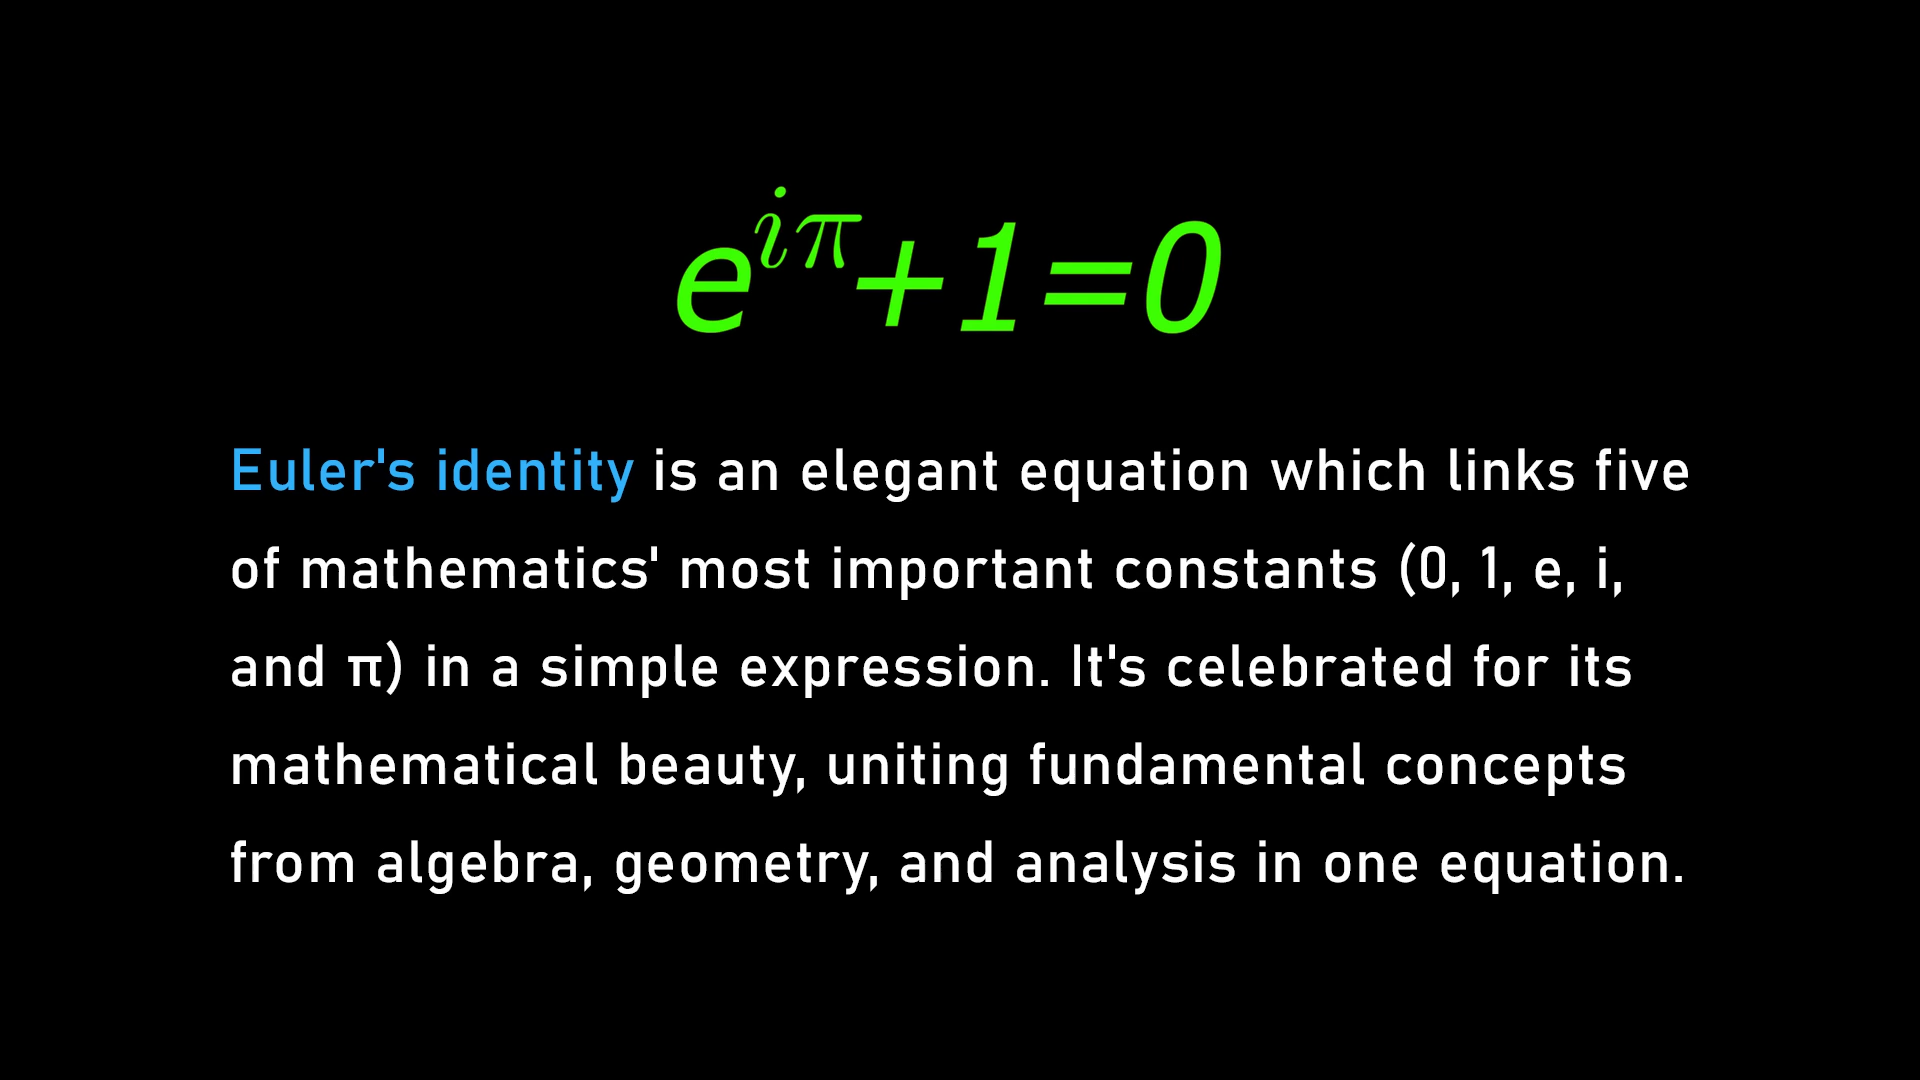 e^{iπ}+1=0
Euler's identity is an elegant equation which links five
of mathematics' most important constants (0, 1, e, i,
and π) in a simple expression. It's celebrated for its
mathematical beauty, uniting fundamental concepts
from algebra, geometry, and analysis in one equation.